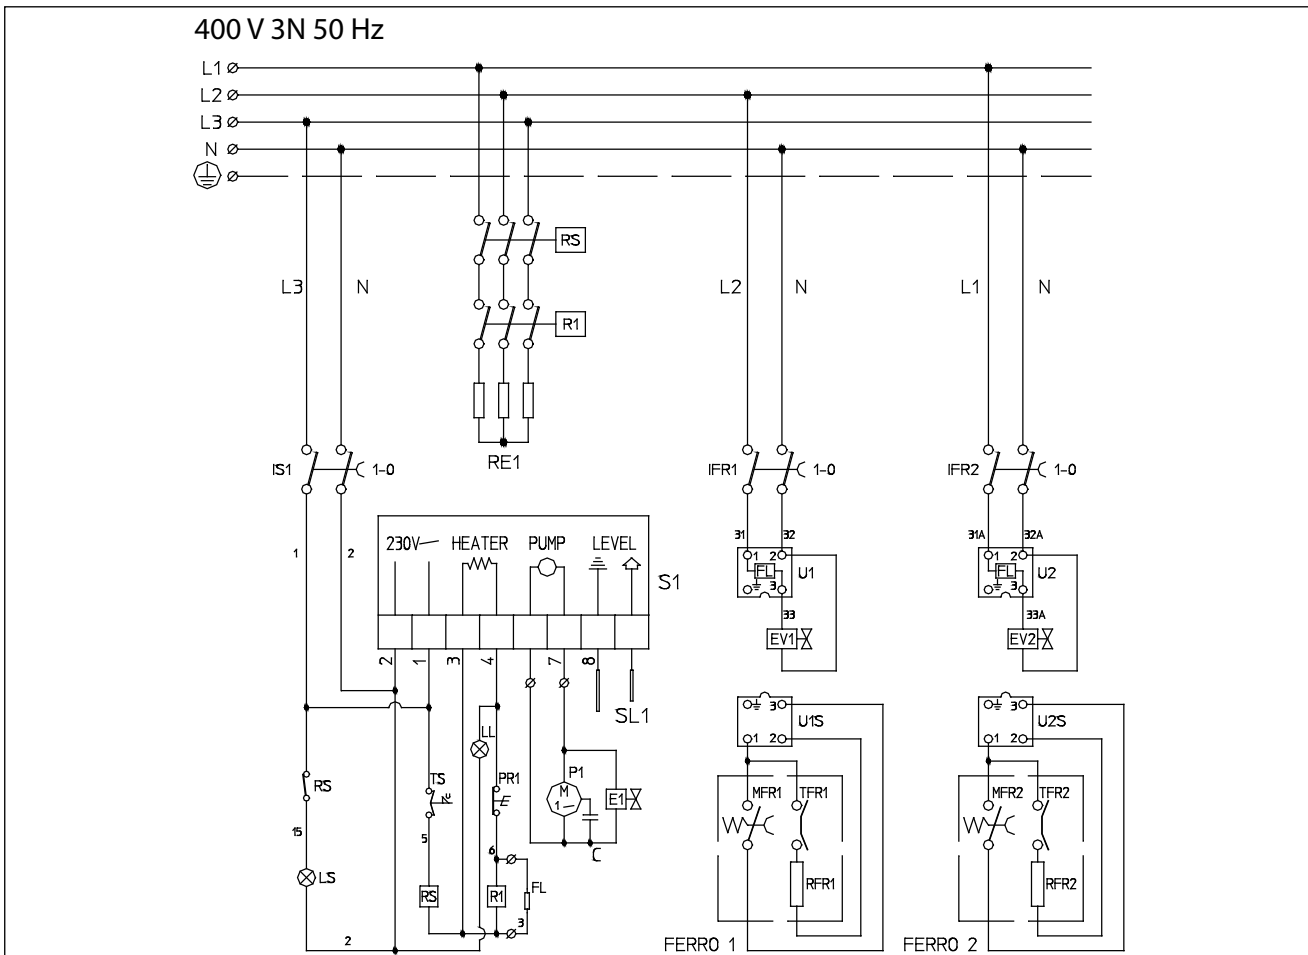 400 V 3N 50 Hz
L1
L2
L3
N
RS
L3 N
L2 N
L1 N
R1
RE1
IS1 1-0
IFR1 1-0
IFR2 1-0
1 2
31 32
31A 32A
230V HEATER PUMP LEVEL
S1
1 2
FL
3
U1
1 2
FL
3
U2
33
33A
EV1
EV2
2 1 3 4 7 8
SL1
3
U1S
1 2
3
U2S
1 2
LL
RS
TS
PR1
P1
M
1
E1
C
MFR1 TFR1
MFR2 TFR2
15
5
6
LS
RS
R1
FL
3
RFR1
RFR2
2
FERRO 1
FERRO 2